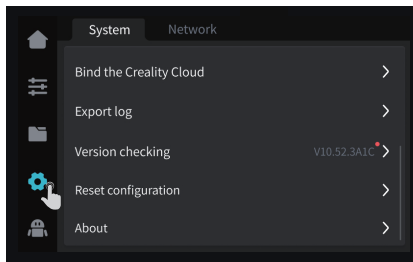 System Network
Bind the Creality Cloud
Export log
Version checking V10.52.3A1C
Reset configuration
About